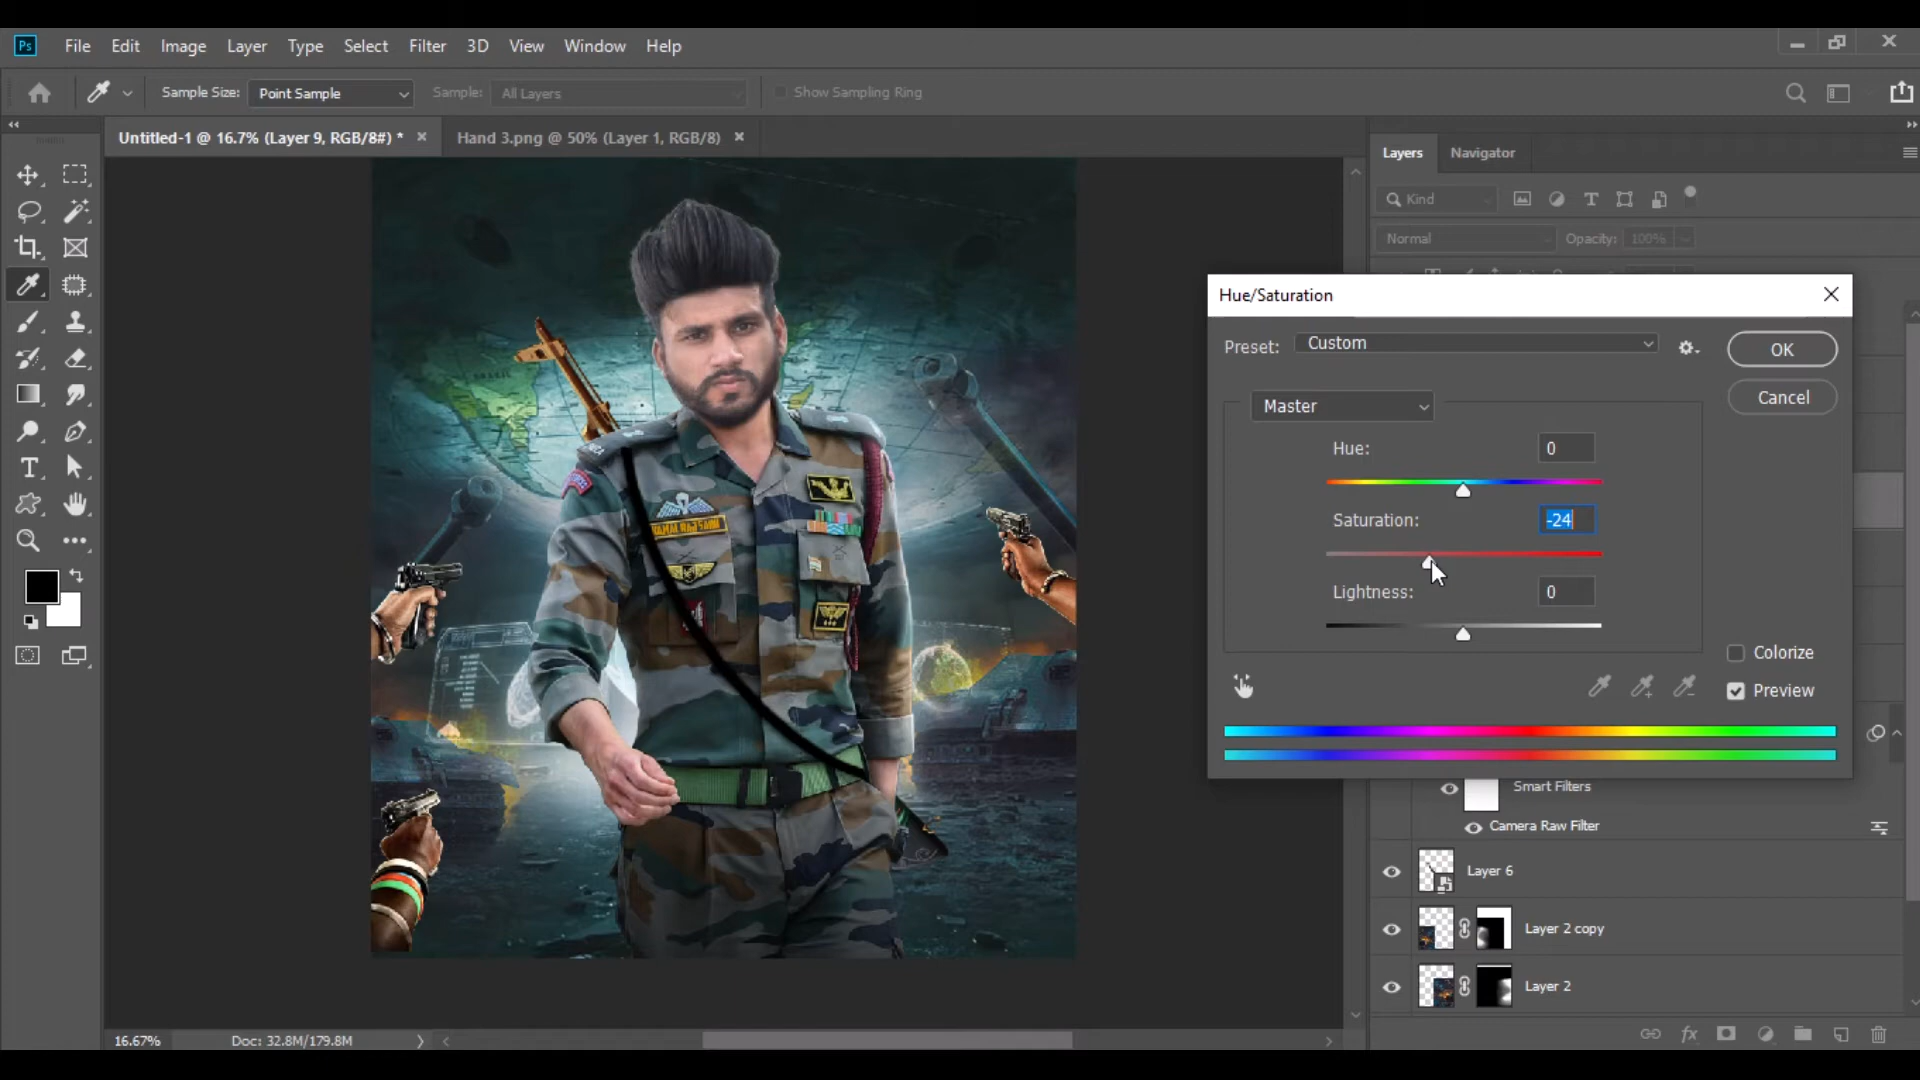 Ps File Edit Image Layer Type Select Filter 3D View Window Help
Sample Size: Point Sample Sample: All Layers Show Sampling Ring
Untitled-1 @ 16.7% (Layer 9, RGB/8#) * × Hand 3.png @ 50% (Layer 1, RGB/8) ×
Layers Navigator
Kind
Normal Opacity: 100%
Hue/Saturation
Preset: Custom
OK
Master
Cancel
Hue: 0
Saturation: -24
Lightness: 0
Colorize
Preview
Smart Filters
Camera Raw Filter
Layer 6
Layer 2 copy
Layer 2
BRASIL
16.67% Doc: 32.8M/179.8M